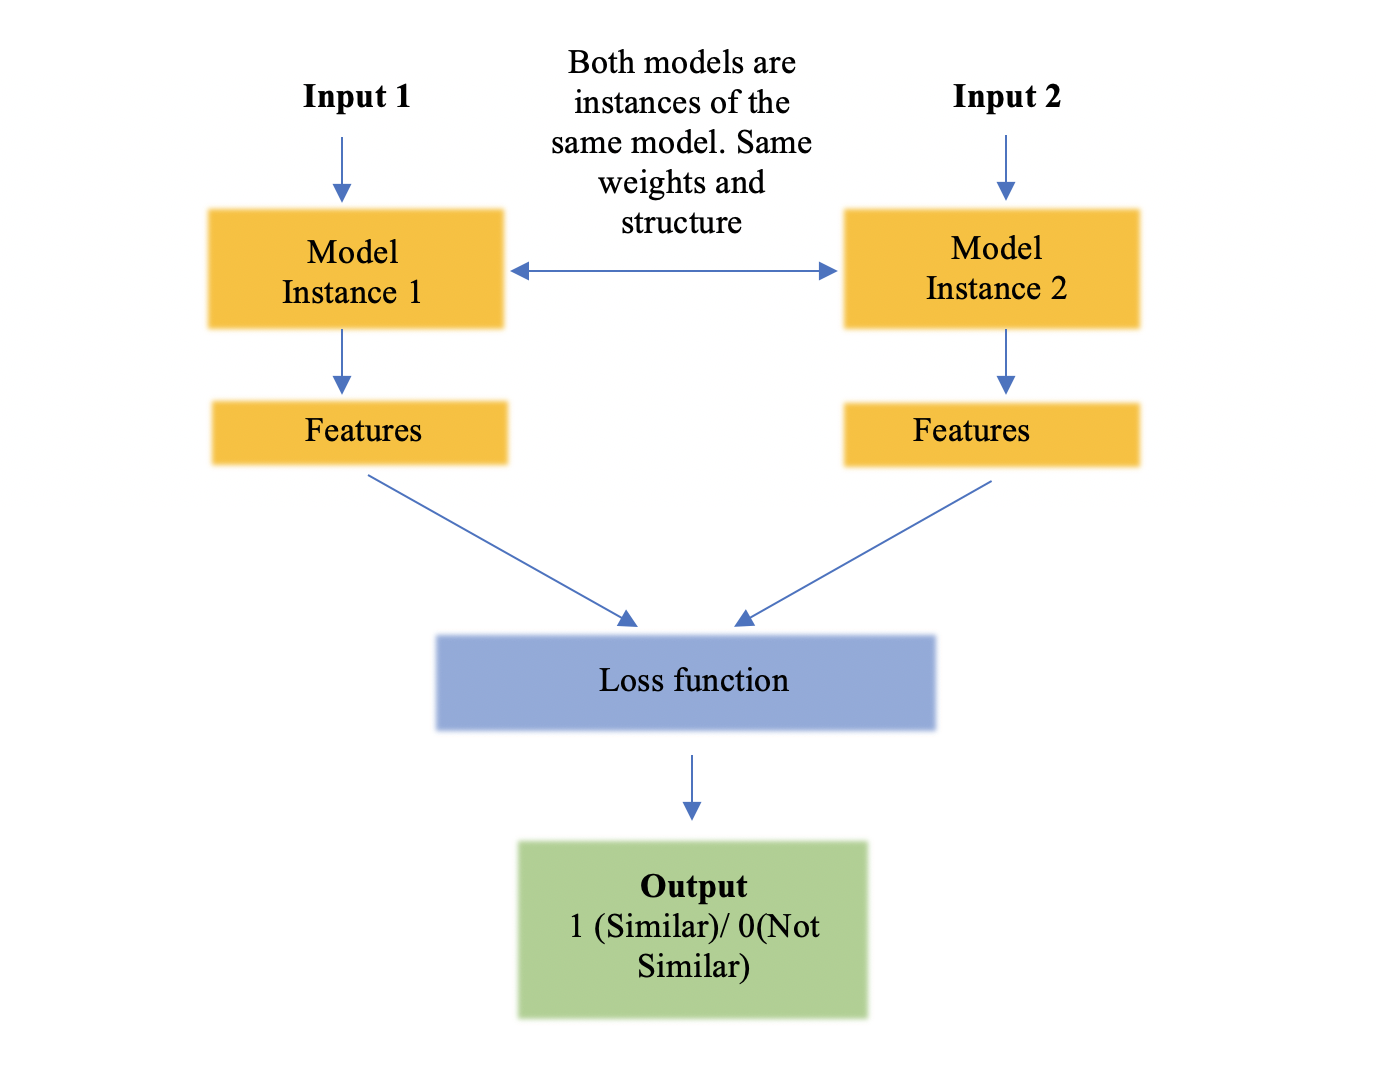 Input 1
Both models are
instances of the
same model. Same
weights and
structure
Input 2
Model
Instance 1
Model
Instance 2
Features
Features
Loss function
Output
1 (Similar)/ 0(Not
Similar)